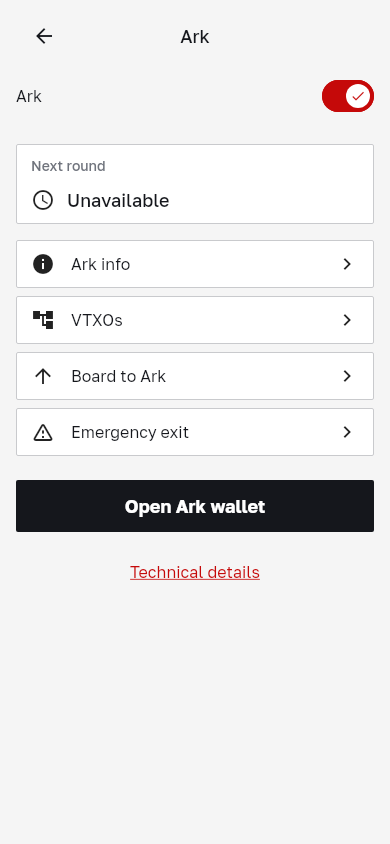 Ark
Ark
Next round
Unavailable
Ark info
VTXOs
Board to Ark
Emergency exit
Open Ark wallet
Technical details